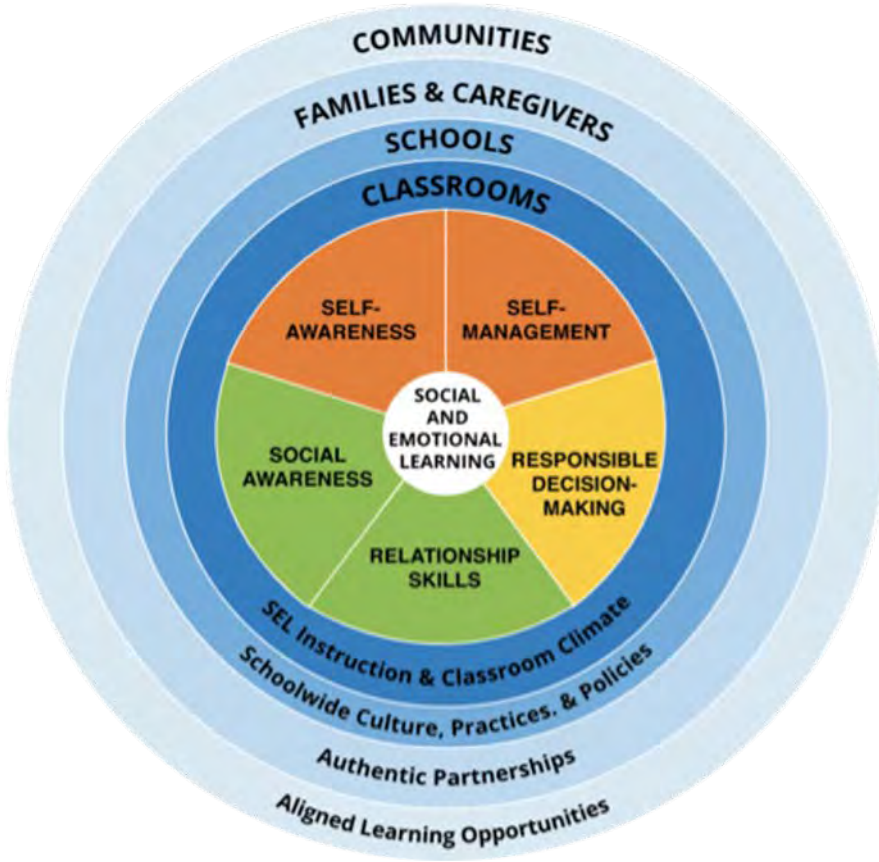 COMMUNITIES
FAMILIES & CAREGIVERS
SCHOOLS
CLASSROOMS
SELF-
AWARENESS
SELF-
MANAGEMENT
SOCIAL
AND
EMOTIONAL
LEARNING
SOCIAL
AWARENESS
RESPONSIBLE
DECISION-
MAKING
RELATIONSHIP
SKILLS
SEL Instruction & Classroom Climate
Schoolwide Culture, Practices. & Policies
Authentic Partnerships
Aligned Learning Opportunities